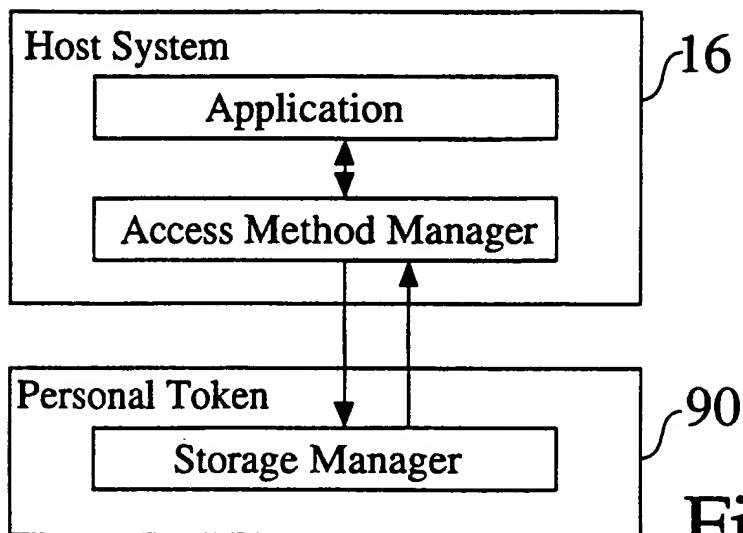 Host System
16
Application
Access Method Manager
Personal Token
90
Storage Manager